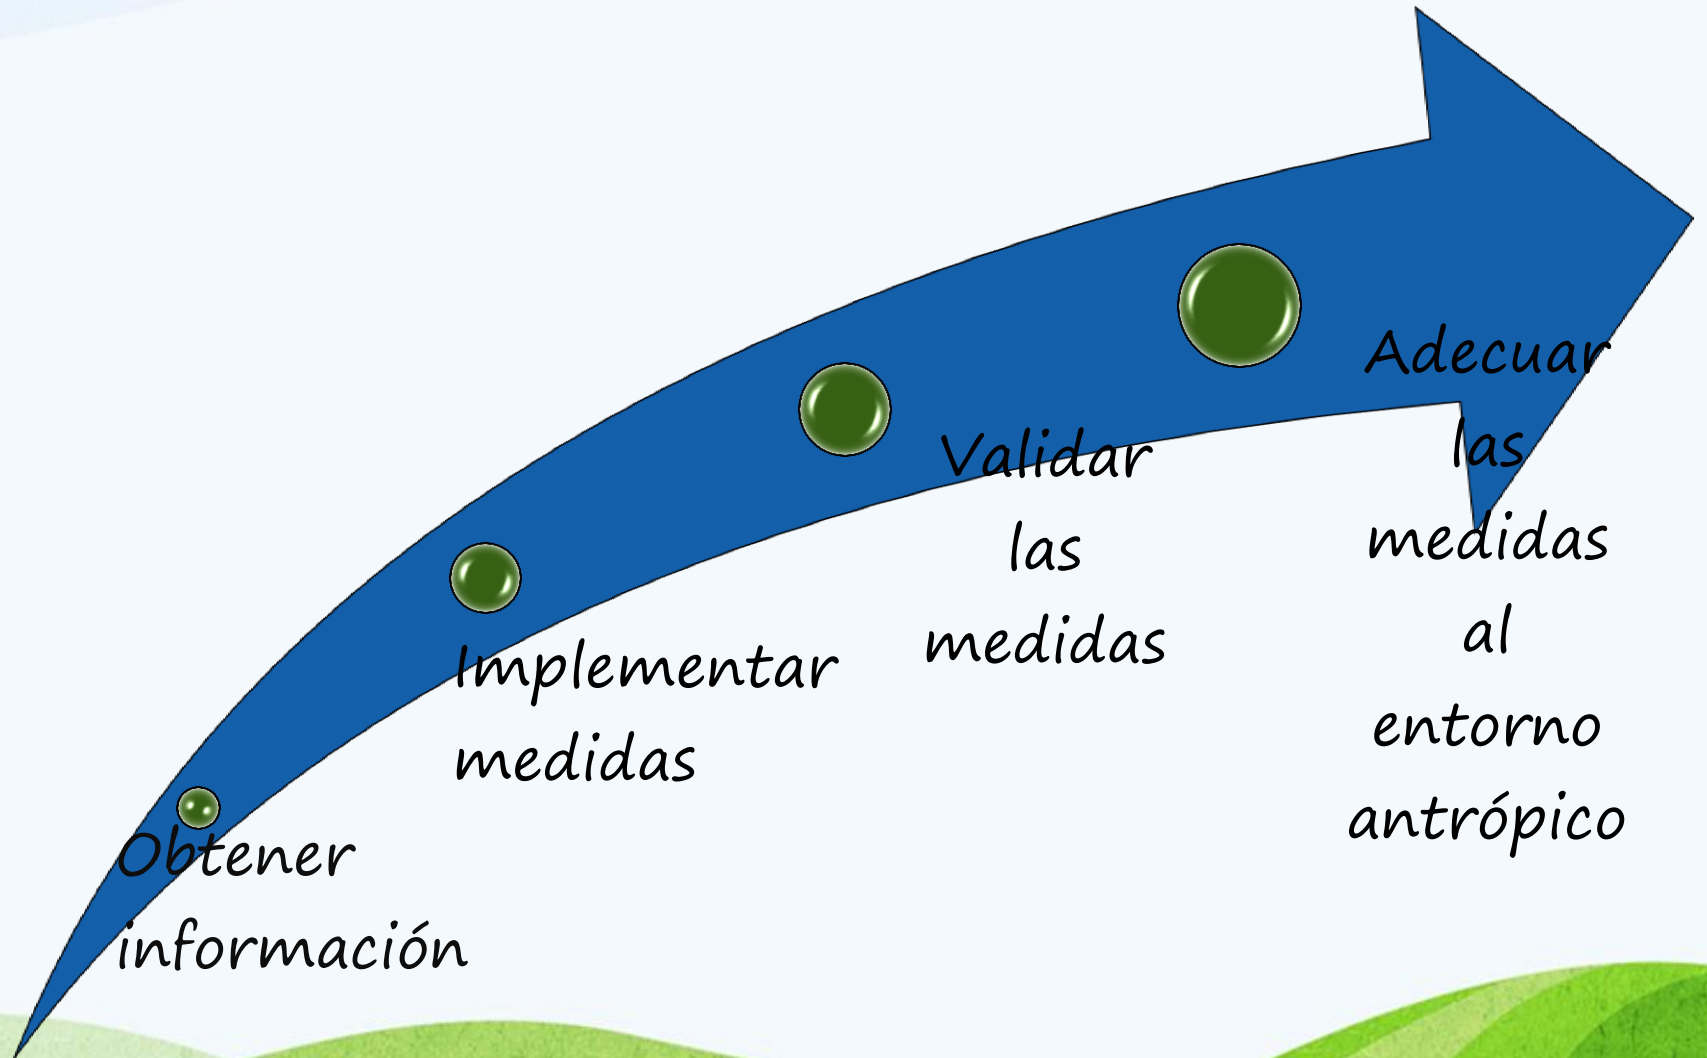 Obtener
información
Implementar
medidas
Validar
las
medidas
Adecuar
las
medidas
al
entorno
antrópico